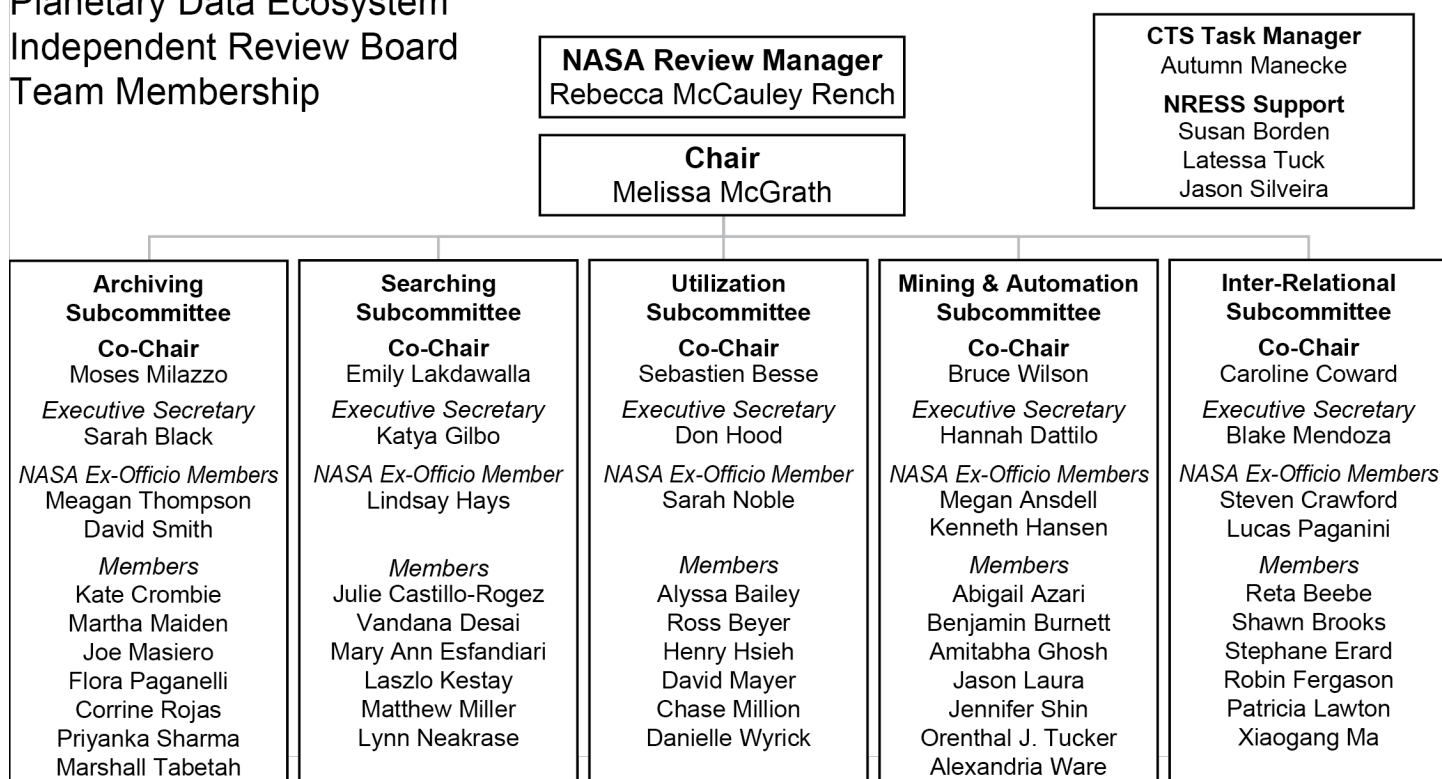 Planetary Data Ecosystem
Independent Review Board
Team Membership
NASA Review Manager
Rebecca McCauley Rench
Chair
Melissa McGrath
CTS Task Manager
Autumn Manecke
NRESS Support
Susan Borden
Latessa Tuck
Jason Silveira
Archiving
Subcommittee
Co-Chair
Moses Milazzo
Executive Secretary
Sarah Black
NASA Ex-Officio Members
Meagan Thompson
David Smith
Members
Kate Crombie
Martha Maiden
Joe Masiero
Flora Paganelli
Corrine Rojas
Priyanka Sharma
Marshall Tabetah
Searching
Subcommittee
Co-Chair
Emily Lakdawalla
Executive Secretary
Katya Gilbo
NASA Ex-Officio Member
Lindsay Hays
Members
Julie Castillo-Rogez
Vandana Desai
Mary Ann Esfandiari
Laszlo Kestay
Matthew Miller
Lynn Neakrase
Utilization
Subcommittee
Co-Chair
Sebastien Besse
Executive Secretary
Don Hood
NASA Ex-Officio Member
Sarah Noble
Members
Alyssa Bailey
Ross Beyer
Henry Hsieh
David Mayer
Chase Million
Danielle Wyrick
Mining & Automation
Subcommittee
Co-Chair
Bruce Wilson
Executive Secretary
Hannah Dattilo
NASA Ex-Officio Members
Megan Ansdell
Kenneth Hansen
Members
Abigail Azari
Benjamin Burnett
Amitabha Ghosh
Jason Laura
Jennifer Shin
Orenthal J. Tucker
Alexandria Ware
Inter-Relational
Subcommittee
Co-Chair
Caroline Coward
Executive Secretary
Blake Mendoza
NASA Ex-Officio Members
Steven Crawford
Lucas Paganini
Members
Reta Beebe
Shawn Brooks
Stephane Erard
Robin Fergason
Patricia Lawton
Xiaogang Ma